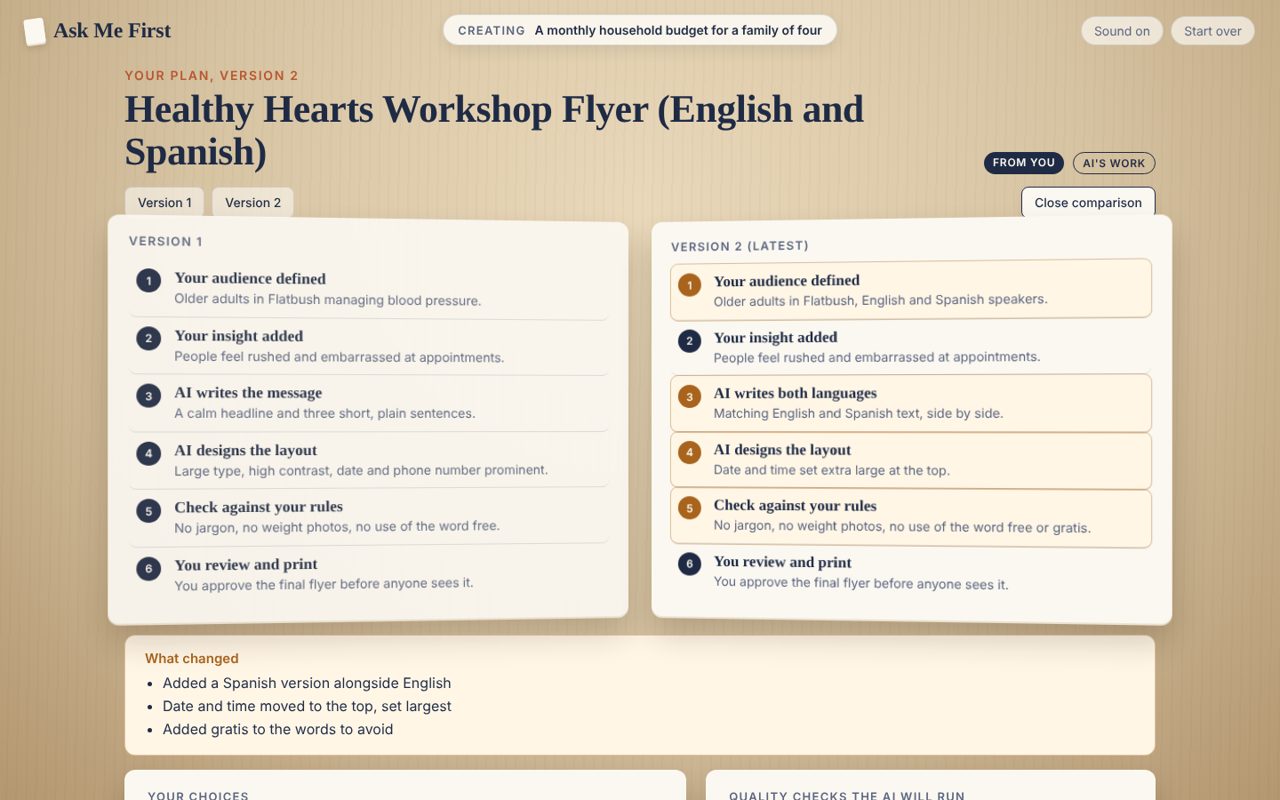 Ask Me First
CREATING A monthly household budget for a family of four
Sound on
Start over
YOUR PLAN, VERSION 2
Healthy Hearts Workshop Flyer (English and
Spanish)
FROM YOU
AI'S WORK
Version 1
Version 2
Close comparison
VERSION 1
1 Your audience defined
Older adults in Flatbush managing blood pressure.
2 Your insight added
People feel rushed and embarrassed at appointments.
3 AI writes the message
A calm headline and three short, plain sentences.
4 AI designs the layout
Large type, high contrast, date and phone number prominent.
5 Check against your rules
No jargon, no weight photos, no use of the word free.
6 You review and print
You approve the final flyer before anyone sees it.
VERSION 2 (LATEST)
1 Your audience defined
Older adults in Flatbush, English and Spanish speakers.
2 Your insight added
People feel rushed and embarrassed at appointments.
3 AI writes both languages
Matching English and Spanish text, side by side.
4 AI designs the layout
Date and time set extra large at the top.
5 Check against your rules
No jargon, no weight photos, no use of the word free or gratis.
6 You review and print
You approve the final flyer before anyone sees it.
What changed
• Added a Spanish version alongside English
• Date and time moved to the top, set largest
• Added gratis to the words to avoid
YOUR CHOICES
QUALITY CHECKS THE AI WILL RUN